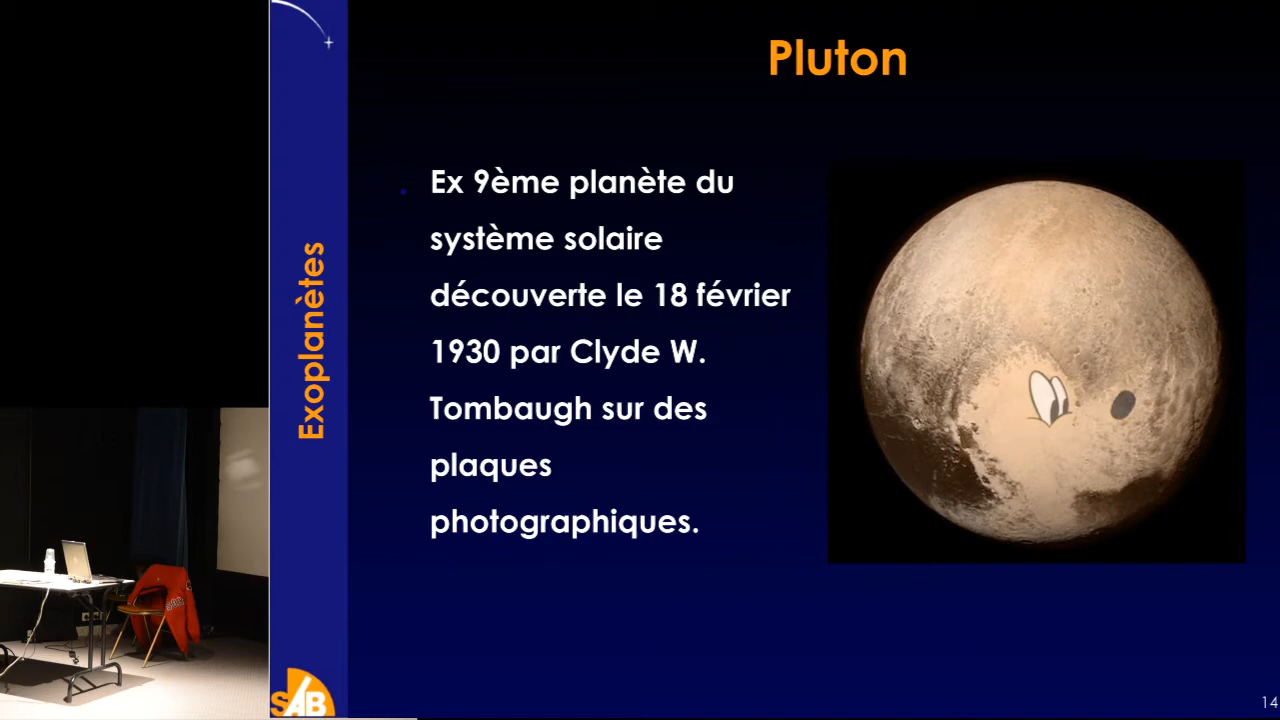 Pluton
Ex 9ème planète du
système solaire
découverte le 18 février
1930 par Clyde W.
Tombaugh sur des
plaques
photographiques.
Exoplanètes
SAB
14